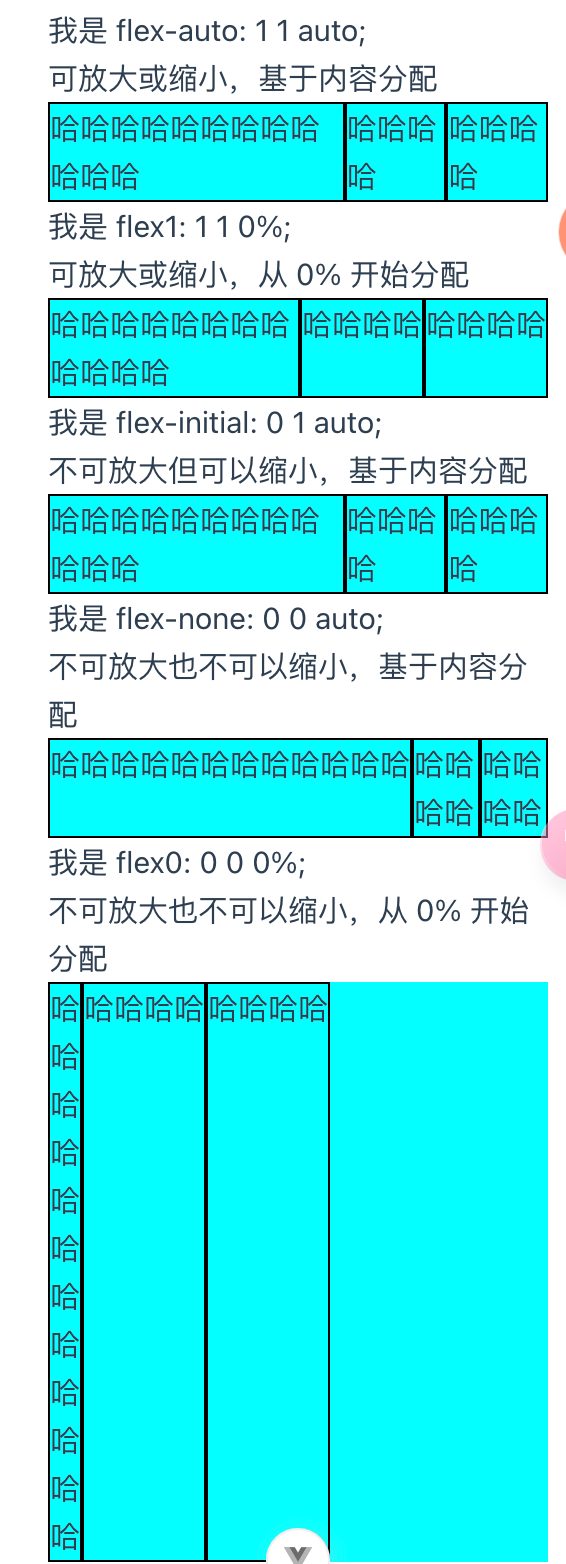 我是 flex-auto: 1 1 auto;
可放大或缩小，基于内容分配
哈哈哈哈哈哈哈哈哈 哈哈哈 哈哈哈
哈哈哈 哈 哈
我是 flex1: 1 1 0%;
可放大或缩小，从 0% 开始分配
哈哈哈哈哈哈哈哈 哈哈哈哈 哈哈哈哈
哈哈哈哈
我是 flex-initial: 0 1 auto;
不可放大但可以缩小，基于内容分配
哈哈哈哈哈哈哈哈哈 哈哈哈 哈哈哈
哈哈哈 哈 哈
我是 flex-none: 0 0 auto;
不可放大也不可以缩小，基于内容分
配
哈哈哈哈哈哈哈哈哈哈哈哈 哈哈 哈哈
哈哈 哈哈
我是 flex0: 0 0 0%;
不可放大也不可以缩小，从 0% 开始
分配
哈 哈哈哈哈 哈哈哈哈
哈
哈
哈
哈
哈
哈
哈
哈
哈
哈
哈